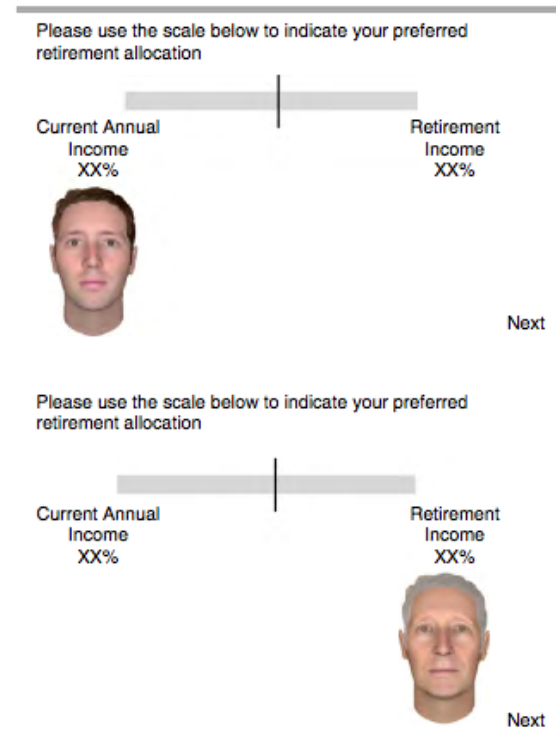 Please use the scale below to indicate your preferred
retirement allocation
Current Annual
Income
XX%
Retirement
Income
XX%
Next
Please use the scale below to indicate your preferred
retirement allocation
Current Annual
Income
XX%
Retirement
Income
XX%
Next